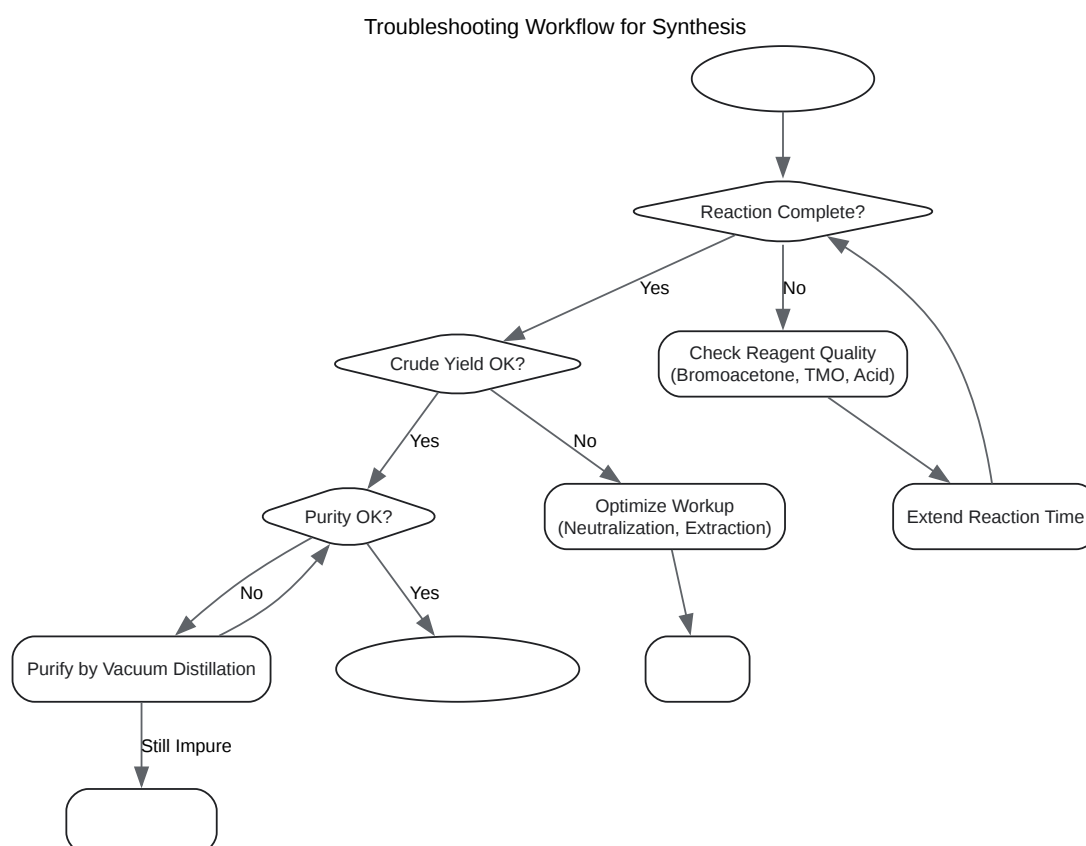 Troubleshooting Workflow for Synthesis
Reaction Complete?
Yes
No
Crude Yield OK?
Check Reagent Quality
(Bromoacetone, TMO, Acid)
Yes
No
Purity OK?
Optimize Workup
(Neutralization, Extraction)
Extend Reaction Time
No
Yes
Purify by Vacuum Distillation
Still Impure